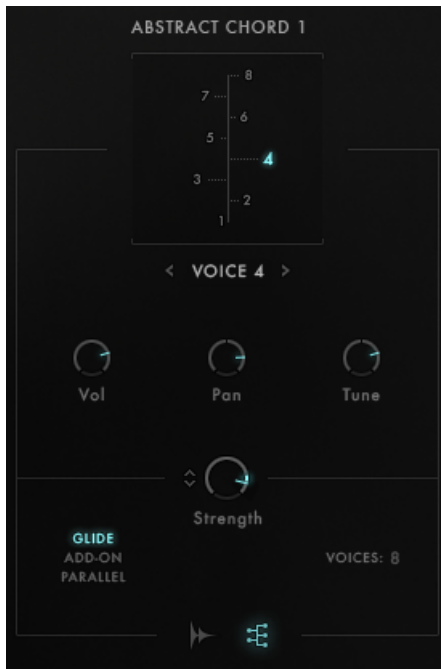 ABSTRACT CHORD 1
8
7
6
5
4
3
2
1
< VOICE 4 >
Vol Pan Tune
Strength
GLIDE
ADD-ON
PARALLEL
VOICES: 8